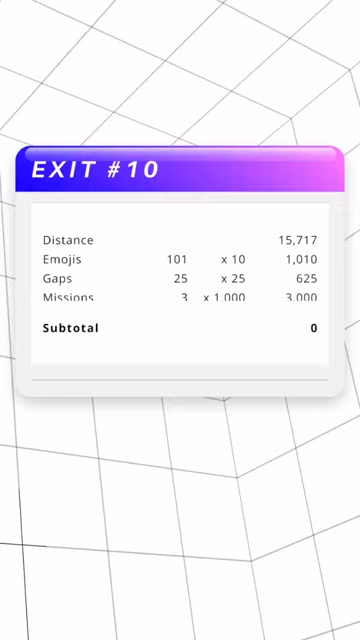 EXIT #10
Distance 15,717
Emojis 101 x 10 1,010
Gaps 25 x 25 625
Missions 3 x 1,000 3,000
Subtotal 0